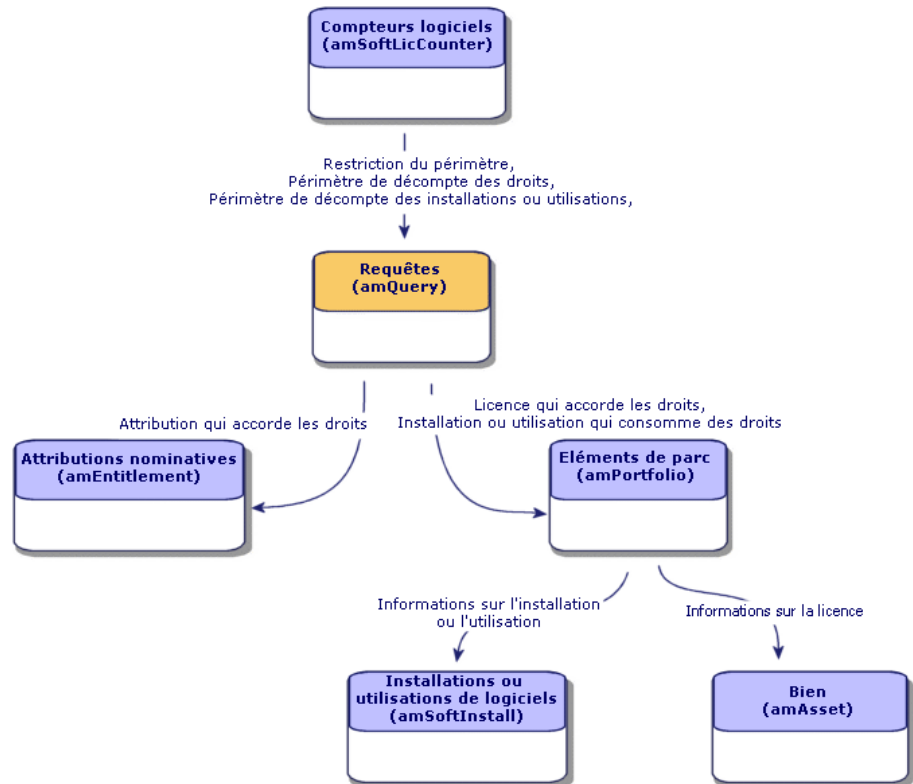 Compteurs logiciels
(amSoftLicCounter)
Restriction du périmètre,
Périmètre de décompte des droits,
Périmètre de décompte des installations ou utilisations,
Requêtes
(amQuery)
Attribution qui accorde les droits
Licence qui accorde les droits,
Installation ou utilisation qui consomme des droits
Attributions nominatives
(amEntitlement)
Eléments de parc
(amPortfolio)
Informations sur l'installation
ou l'utilisation
Informations sur la licence
Installations ou
utilisations de logiciels
(amSoftInstall)
Bien
(amAsset)